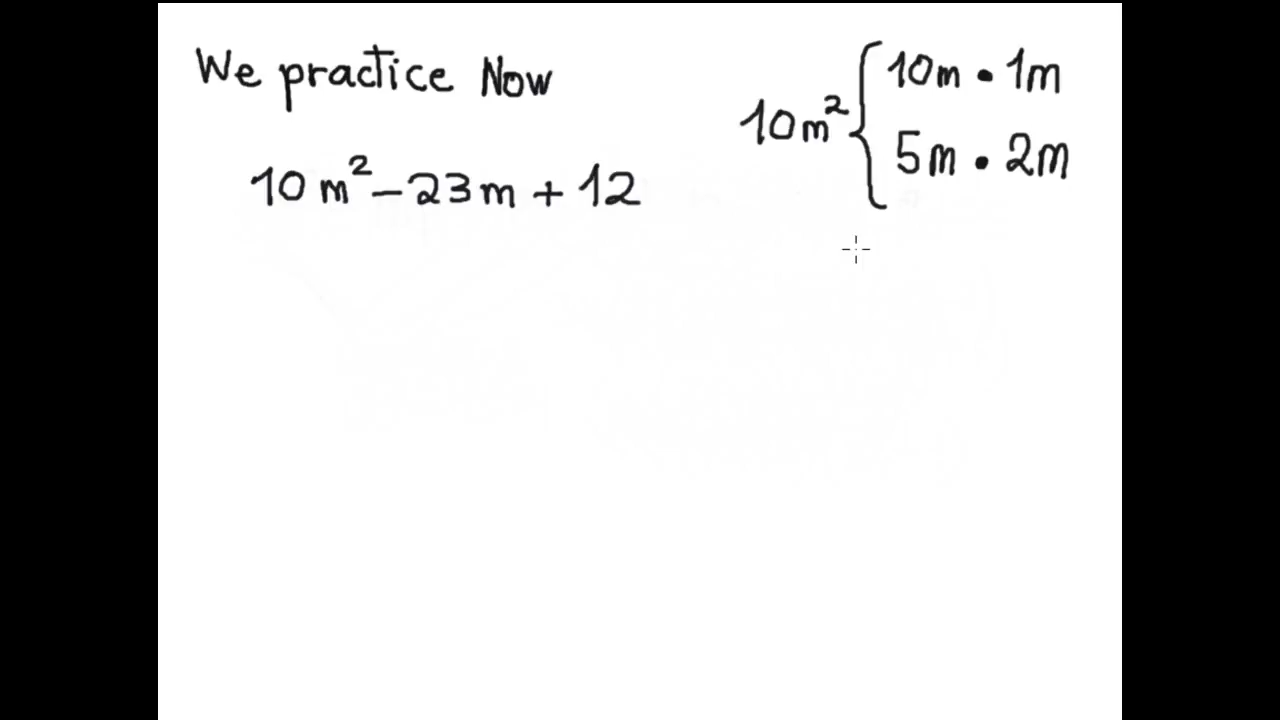 We practice Now
10m² - 23m + 12
10m² { 10m • 1m
5m • 2m